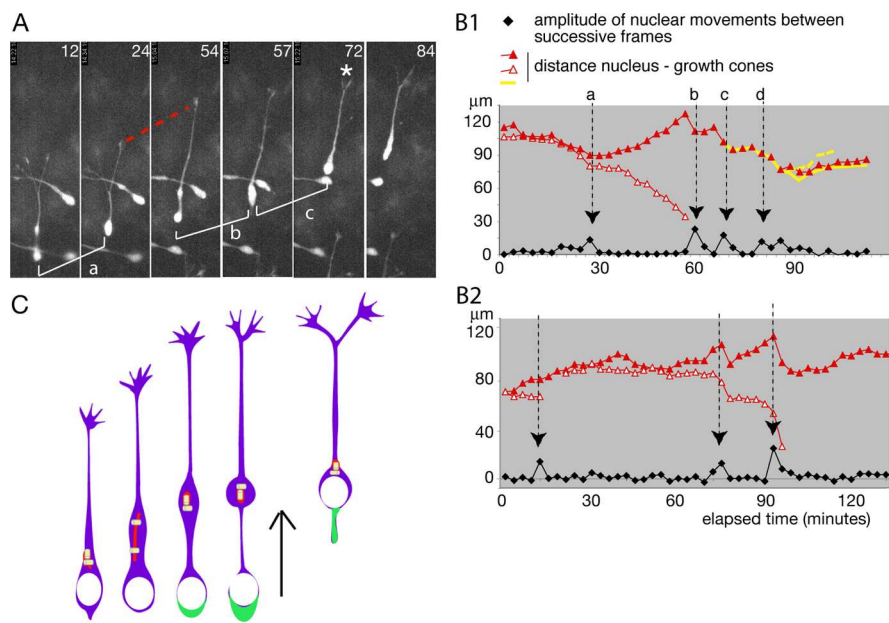 A
12 24 54 57 72 84
*
a b c
B1
amplitude of nuclear movements between
successive frames
distance nucleus - growth cones
µm
a b c d
120
90
60
30
0
0 30 60 90
B2
µm
120
80
40
0
0 30 60 90 120
elapsed time (minutes)
C